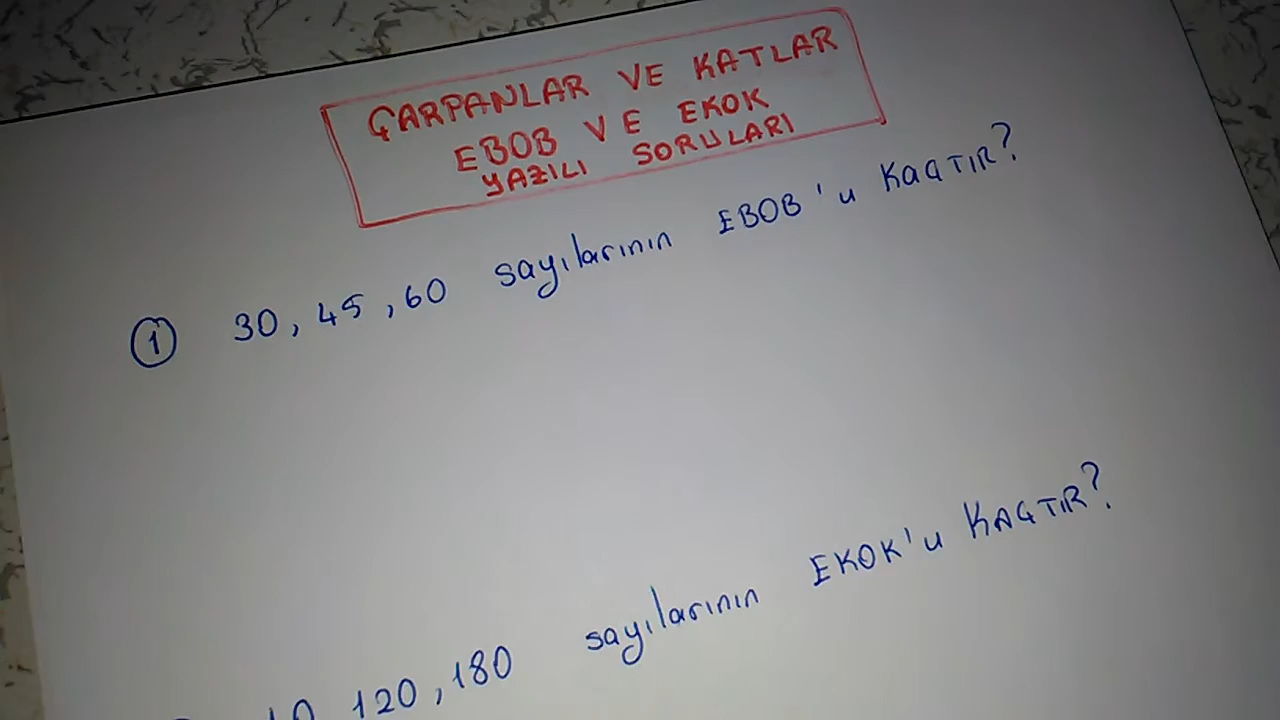 ÇARPANLAR VE KATLAR
EBOB VE EKOK
YAZILI SORULARI
1 30, 45, 60 sayılarının EBOB'u KAÇTIR?
120, 180 sayılarının EKOK'u KAÇTIR?